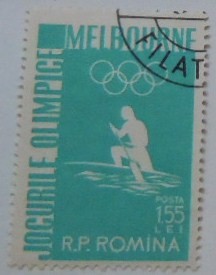 JOCURILE OLIMPICE
MELBOURNE
FILAT
POSTA
1.55
LEI
R.P. ROMINA